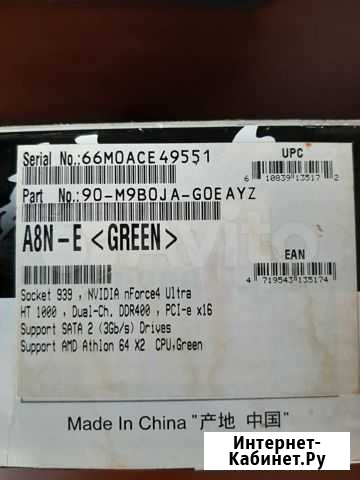 Serial No.:66M0ACE49551
UPC
6 10839 13517 2
Part No.:90-M9B0JA-G0EAYZ
A8N-E <GREEN>
EAN
4 719543 135174
Socket 939 , NVIDIA nForce4 Ultra
HT 1000 , Dual-Ch. DDR400 , PCI-e x16
Support SATA 2 (3Gb/s) Drives
Support AMD Athlon 64 X2 CPU,Green
Made In China "产地 中国"
Avito
Интернет-
Кабинет.Ру